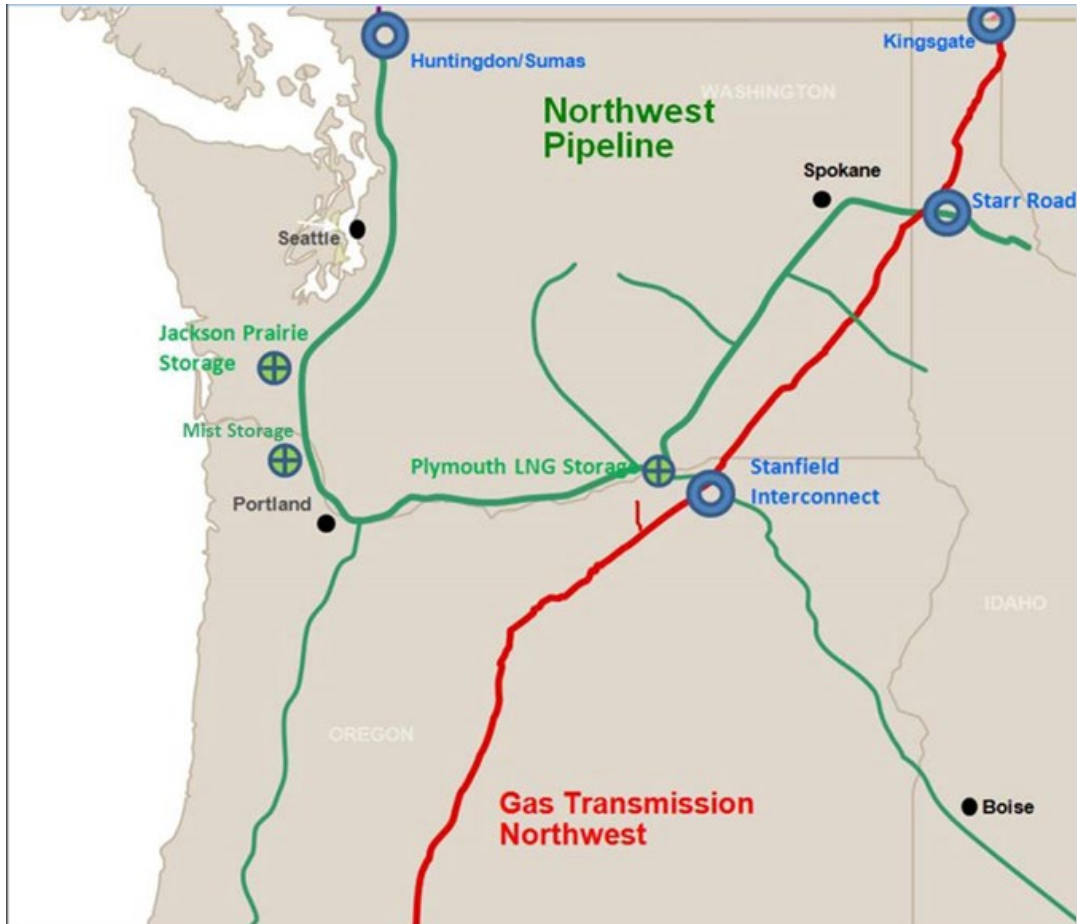 Huntingdon/Sumas
Kingsgate
WASHINGTON
Northwest
Pipeline
Spokane
Starr Road
Seattle
Jackson Prairie
Storage
Mist Storage
Plymouth LNG Storage
Stanfield
Interconnect
Portland
IDAHO
OREGON
Gas Transmission
Northwest
Boise